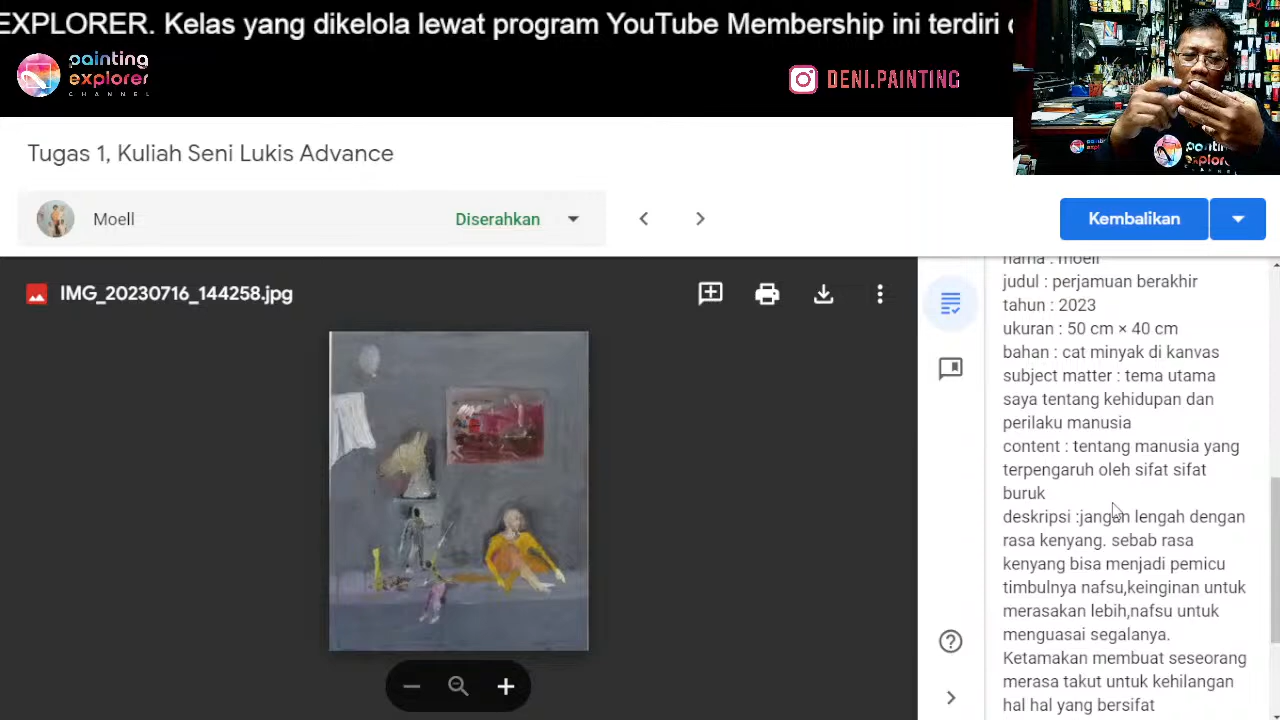 EXPLORER. Kelas yang dikelola lewat program YouTube Membership ini terdiri
painting
explorer
CHANNEL
DENI.PAINTING
Tugas 1, Kuliah Seni Lukis Advance
Moell
Diserahkan
Kembalikan
IMG_20230716_144258.jpg
nama : moell
judul : perjamuan berakhir
tahun : 2023
ukuran : 50 cm × 40 cm
bahan : cat minyak di kanvas
subject matter : tema utama
saya tentang kehidupan dan
perilaku manusia
content : tentang manusia yang
terpengaruh oleh sifat sifat
buruk
deskripsi :jangan lengah dengan
rasa kenyang. sebab rasa
kenyang bisa menjadi pemicu
timbulnya nafsu,keinginan untuk
merasakan lebih,nafsu untuk
menguasai segalanya.
Ketamakan membuat seseorang
merasa takut untuk kehilangan
hal hal yang bersifat